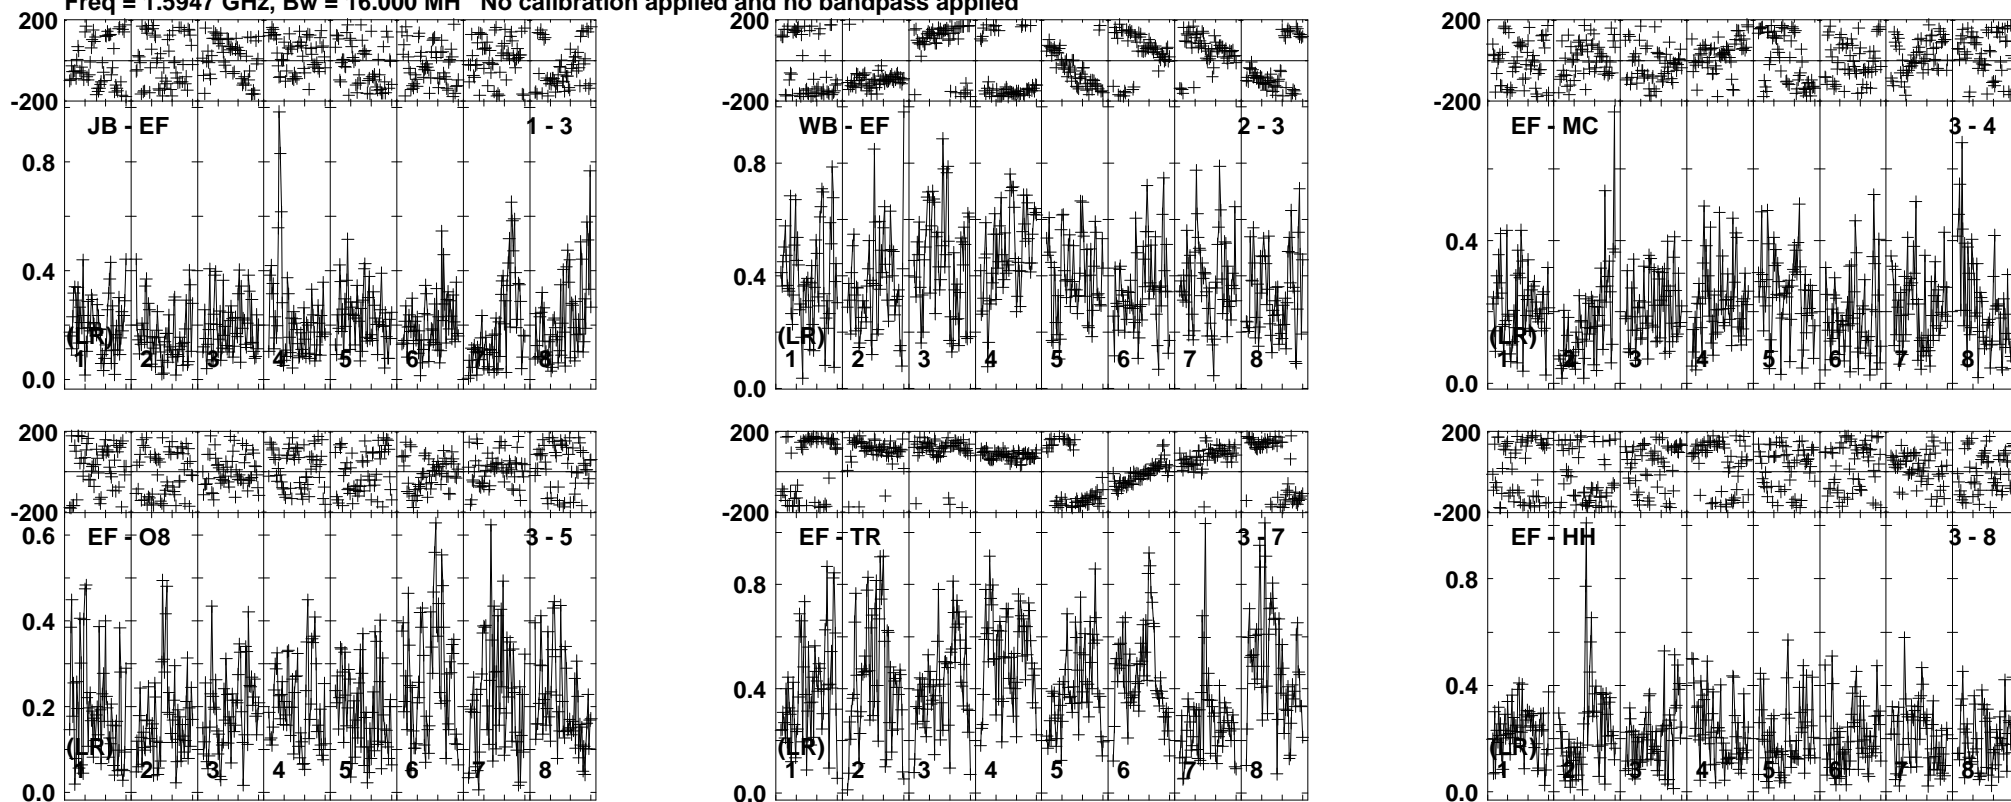 Freq = 1.5947 GHz, Bw = 16.000 MH No calibration applied and no bandpass applied
200
-200
JB - EF
1 - 3
0.8
0.4
0.0
(LR)
1 2 3 4 5 6 7 8
200
-200
WB - EF
2 - 3
0.8
0.4
0.0
(LR)
1 2 3 4 5 6 7 8
200
-200
EF - MC
3 - 4
0.4
0.0
(LR)
1 2 3 4 5 6 7 8
200
-200
EF - O8
3 - 5
0.6
0.4
0.2
0.0
(LR)
1 2 3 4 5 6 7 8
200
-200
EF - TR
3 - 7
0.8
0.4
0.0
(LR)
1 2 3 4 5 6 7 8
200
-200
EF - HH
3 - 8
0.8
0.4
0.0
(LR)
1 2 3 4 5 6 7 8